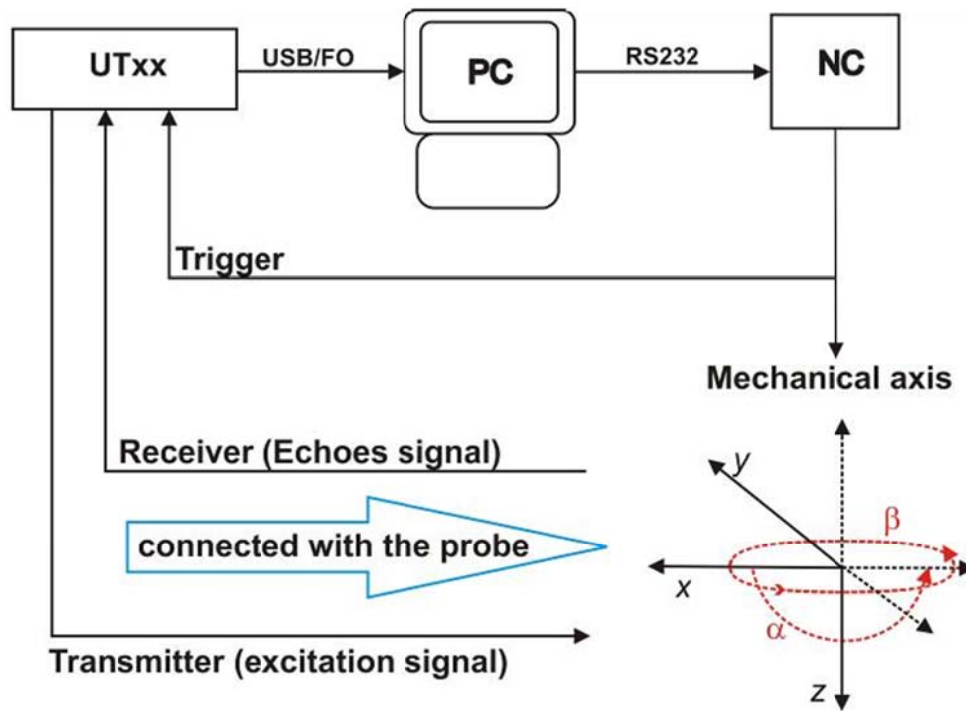 UTxx
USB/FO
PC
RS232
NC
Trigger
Mechanical axis
Receiver (Echoes signal)
y
β
connected with the probe
x
α
Transmitter (excitation signal)
z